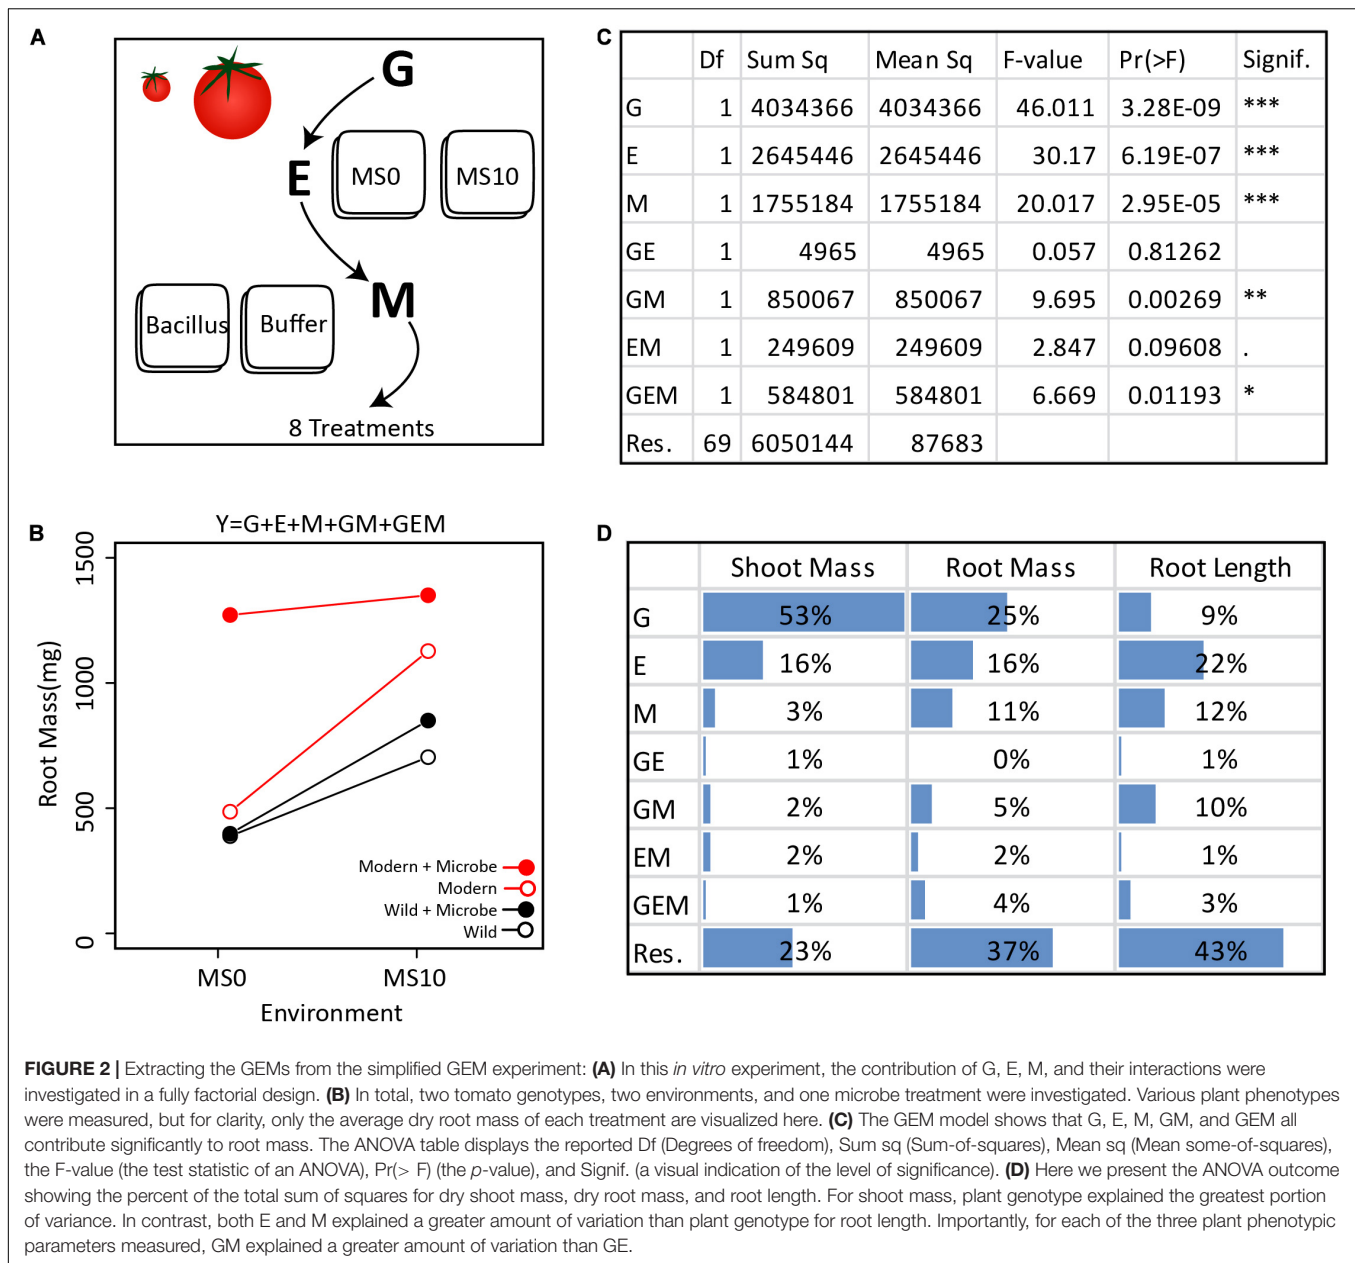 A
G
E
MS0
MS10
M
Bacillus
Buffer
8 Treatments
C
Df Sum Sq Mean Sq F-value Pr(>F) Signif.
G 1 4034366 4034366 46.011 3.28E-09 ***
E 1 2645446 2645446 30.17 6.19E-07 ***
M 1 1755184 1755184 20.017 2.95E-05 ***
GE 1 4965 4965 0.057 0.81262
GM 1 850067 850067 9.695 0.00269 **
EM 1 249609 249609 2.847 0.09608 .
GEM 1 584801 584801 6.669 0.01193 *
Res. 69 6050144 87683
B
Y=G+E+M+GM+GEM
Root Mass(mg)
1500
1000
500
0
Modern + Microbe
Modern
Wild + Microbe
Wild
MS0 MS10
Environment
D
Shoot Mass Root Mass Root Length
G 53% 25% 9%
E 16% 16% 22%
M 3% 11% 12%
GE 1% 0% 1%
GM 2% 5% 10%
EM 2% 2% 1%
GEM 1% 4% 3%
Res. 23% 37% 43%
FIGURE 2 | Extracting the GEMs from the simplified GEM experiment: (A) In this in vitro experiment, the contribution of G, E, M, and their interactions were
investigated in a fully factorial design. (B) In total, two tomato genotypes, two environments, and one microbe treatment were investigated. Various plant phenotypes
were measured, but for clarity, only the average dry root mass of each treatment are visualized here. (C) The GEM model shows that G, E, M, GM, and GEM all
contribute significantly to root mass. The ANOVA table displays the reported Df (Degrees of freedom), Sum sq (Sum-of-squares), Mean sq (Mean some-of-squares),
the F-value (the test statistic of an ANOVA), Pr(> F) (the p-value), and Signif. (a visual indication of the level of significance). (D) Here we present the ANOVA outcome
showing the percent of the total sum of squares for dry shoot mass, dry root mass, and root length. For shoot mass, plant genotype explained the greatest portion
of variance. In contrast, both E and M explained a greater amount of variation than plant genotype for root length. Importantly, for each of the three plant phenotypic
parameters measured, GM explained a greater amount of variation than GE.